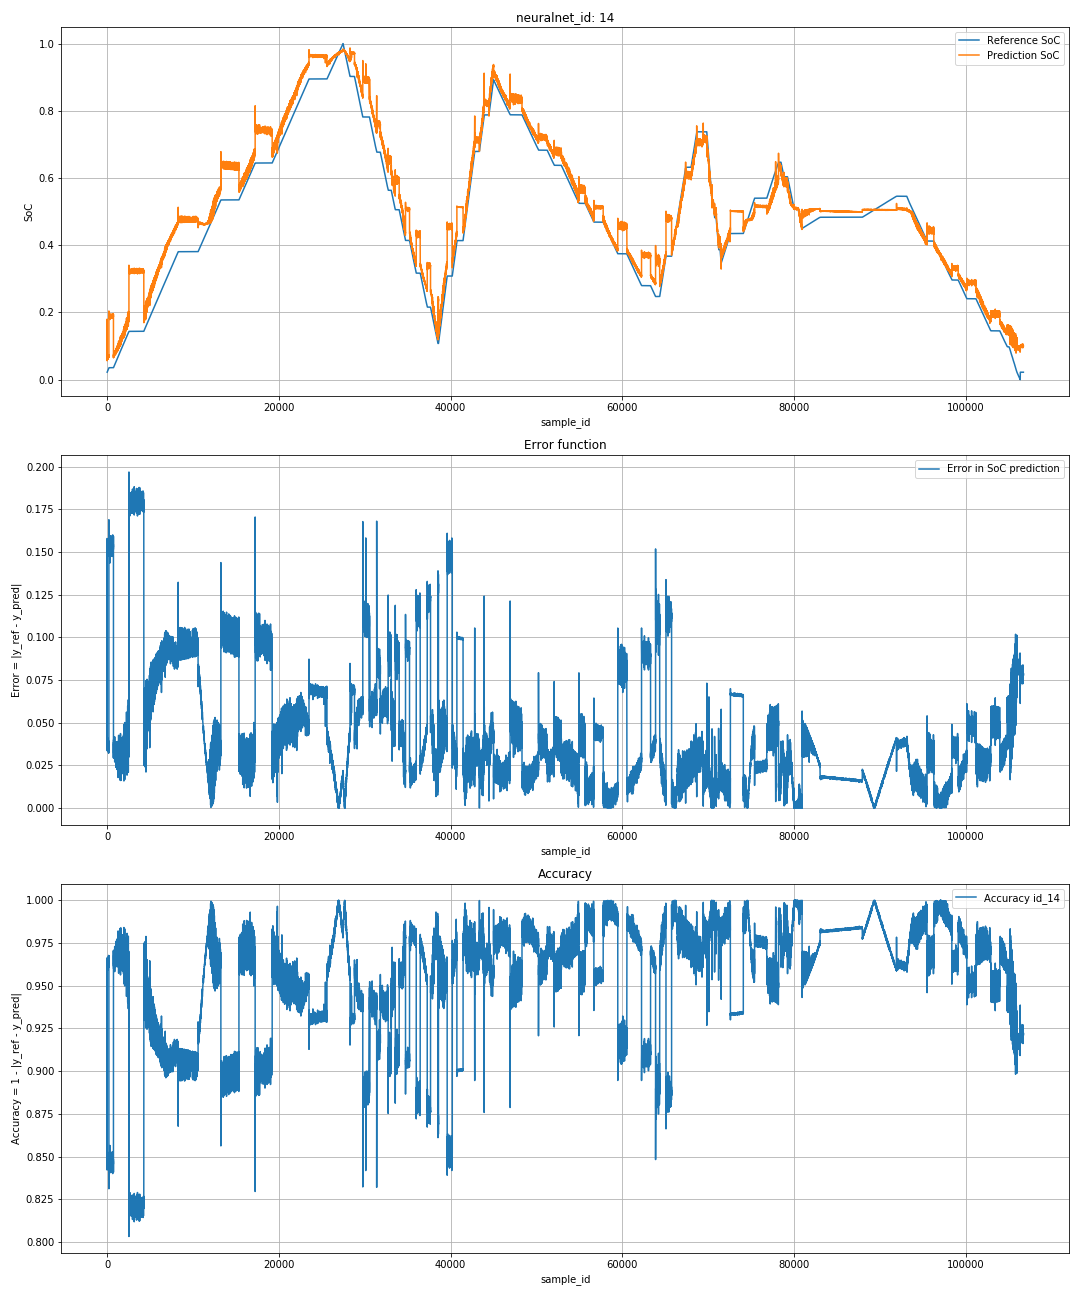 neuralnet_id: 14
Reference SoC
Prediction SoC
SoC
1.0
0.8
0.6
0.4
0.2
0.0
0 20000 40000 60000 80000 100000
sample_id
Error function
Error in SoC prediction
Error = |y_ref - y_pred|
0.200
0.175
0.150
0.125
0.100
0.075
0.050
0.025
0.000
0 20000 40000 60000 80000 100000
sample_id
Accuracy
Accuracy id_14
Accuracy = 1 - |y_ref - y_pred|
1.000
0.975
0.950
0.925
0.900
0.875
0.850
0.825
0.800
0 20000 40000 60000 80000 100000
sample_id